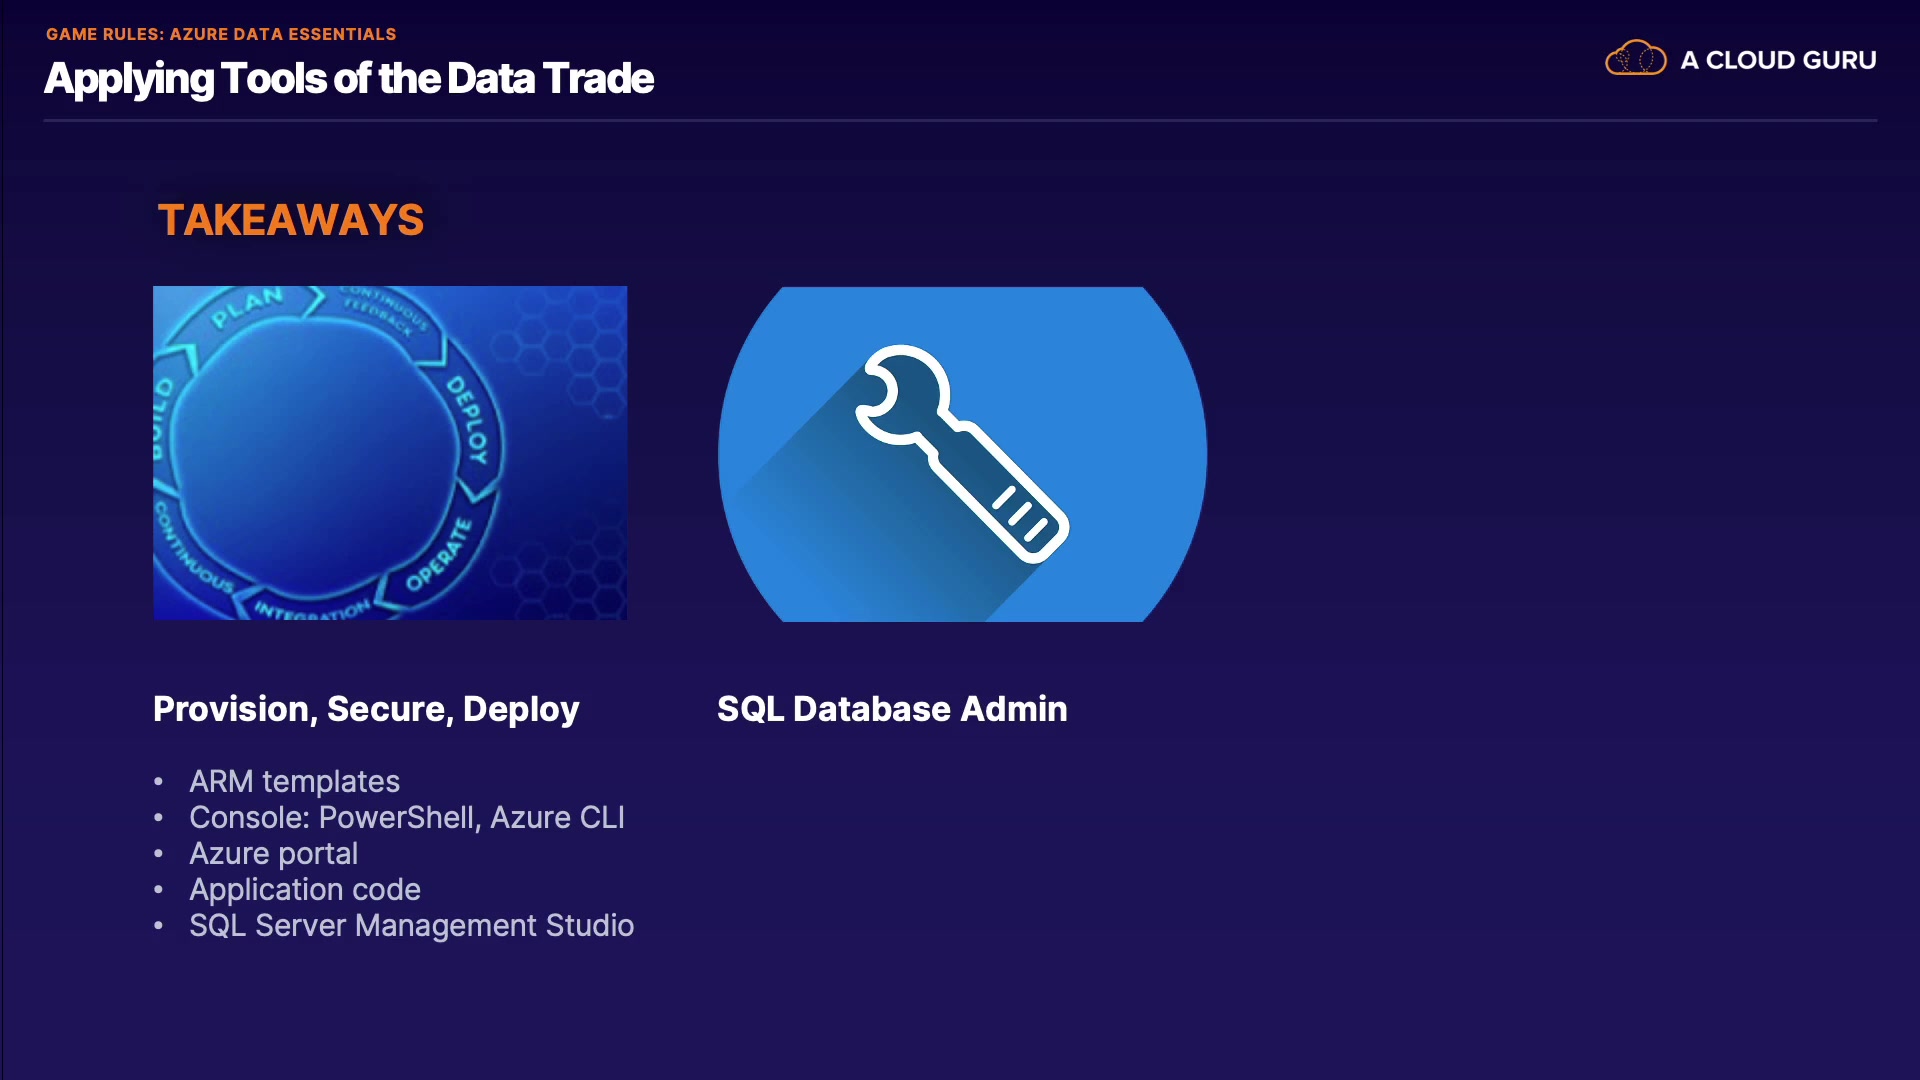 GAME RULES: AZURE DATA ESSENTIALS
Applying Tools of the Data Trade
A CLOUD GURU
TAKEAWAYS
PLAN
CONTINUOUS
FEEDBACK
BUILD
DEPLOY
CONTINUOUS
OPERATE
INTEGRATION
Provision, Secure, Deploy
SQL Database Admin
• ARM templates
• Console: PowerShell, Azure CLI
• Azure portal
• Application code
• SQL Server Management Studio